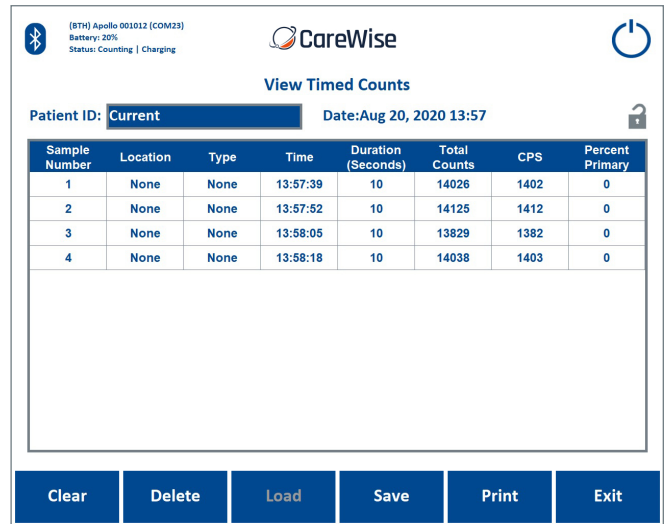 (BTH) Apollo 001012 (COM23)
Battery: 20%
Status: Counting | Charging
CareWise
View Timed Counts
Patient ID: Current Date:Aug 20, 2020 13:57
Sample Number Location Type Time Duration (Seconds) Total Counts CPS Percent Primary
1 None None 13:57:39 10 14026 1402 0
2 None None 13:57:52 10 14125 1412 0
3 None None 13:58:05 10 13829 1382 0
4 None None 13:58:18 10 14038 1403 0
Clear Delete Load Save Print Exit